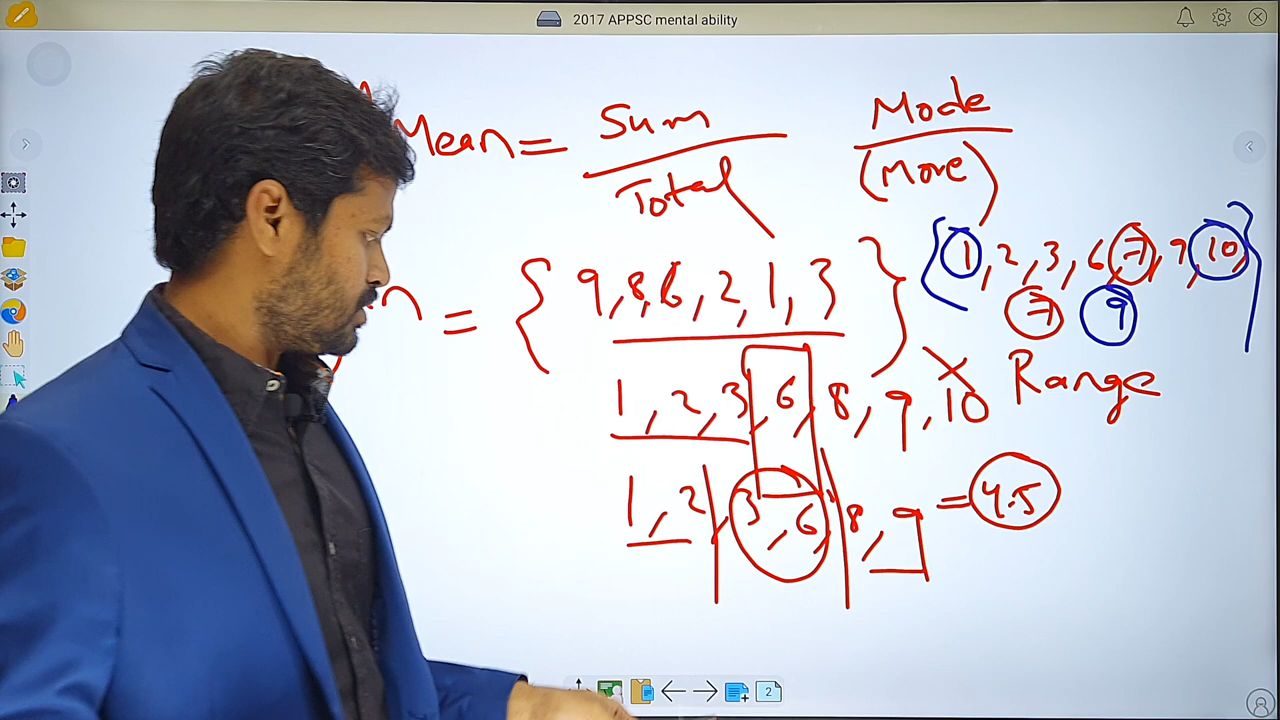 2017 APPSC mental ability
Mean = Sum
Total
Mode
(More)
= { 9, 8, 6, 2, 1, 3 }
{ 1, 2, 3, 6, 7, 9, 10, }
7 9
1, 2, 3, 6, 8, 9, 10
Range
1, 2, 3, 6, 8, 9 = 4.5
2